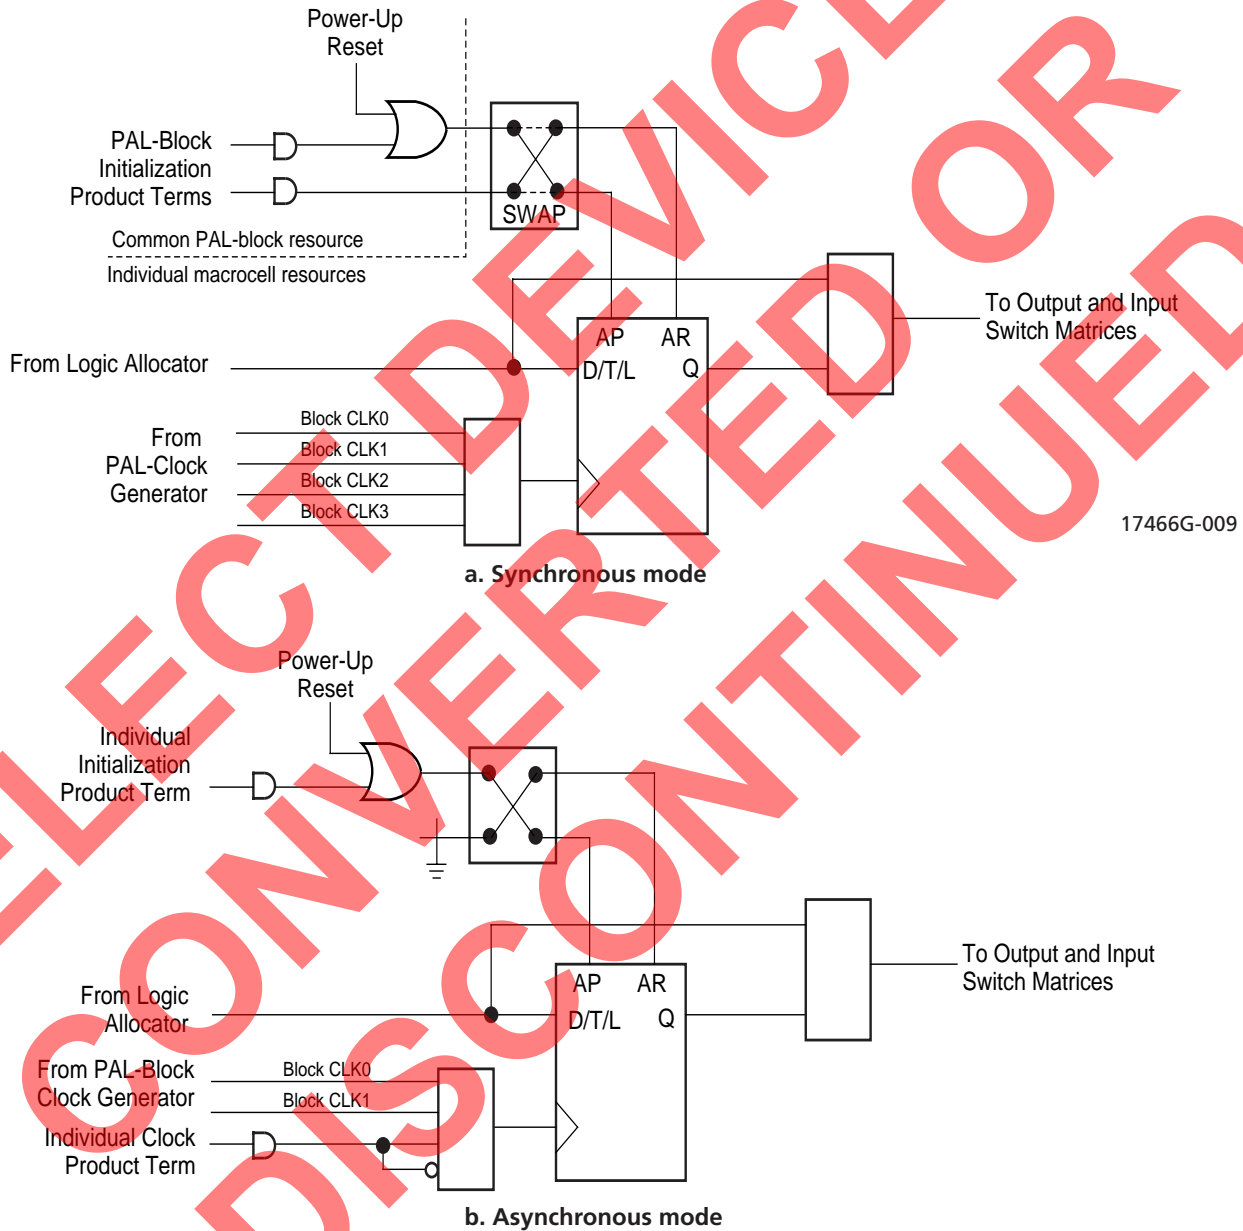 Power-Up
Reset
PAL-Block
Initialization
Product Terms
SWAP
Common PAL-block resource
Individual macrocell resources
To Output and Input
Switch Matrices
AP AR
From Logic Allocator
D/T/L Q
Block CLK0
From
PAL-Clock
Generator
Block CLK1
Block CLK2
Block CLK3
17466G-009
a. Synchronous mode
Power-Up
Reset
Individual
Initialization
Product Term
To Output and Input
Switch Matrices
AP AR
From Logic
Allocator
D/T/L Q
From PAL-Block
Clock Generator
Block CLK0
Block CLK1
Individual Clock
Product Term
b. Asynchronous mode
DEVICE
CONVERTED OR
DISCONTINUED